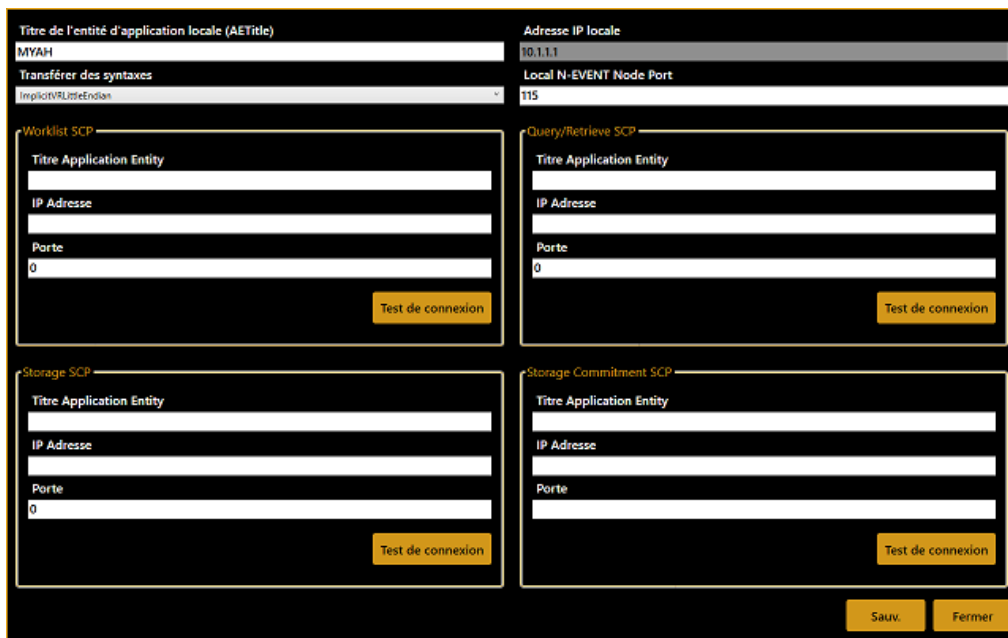 Titre de l'entité d'application locale (AETitle)
MYAH
Transférer des syntaxes
ImplicitVRLittleEndian
Adresse IP locale
10.1.1.1
Local N-EVENT Node Port
115
Worklist SCP
Titre Application Entity
IP Adresse
Porte
0
Test de connexion
Query/Retrieve SCP
Titre Application Entity
IP Adresse
Porte
0
Test de connexion
Storage SCP
Titre Application Entity
IP Adresse
Porte
0
Test de connexion
Storage Commitment SCP
Titre Application Entity
IP Adresse
Porte
Test de connexion
Sauv.
Fermer